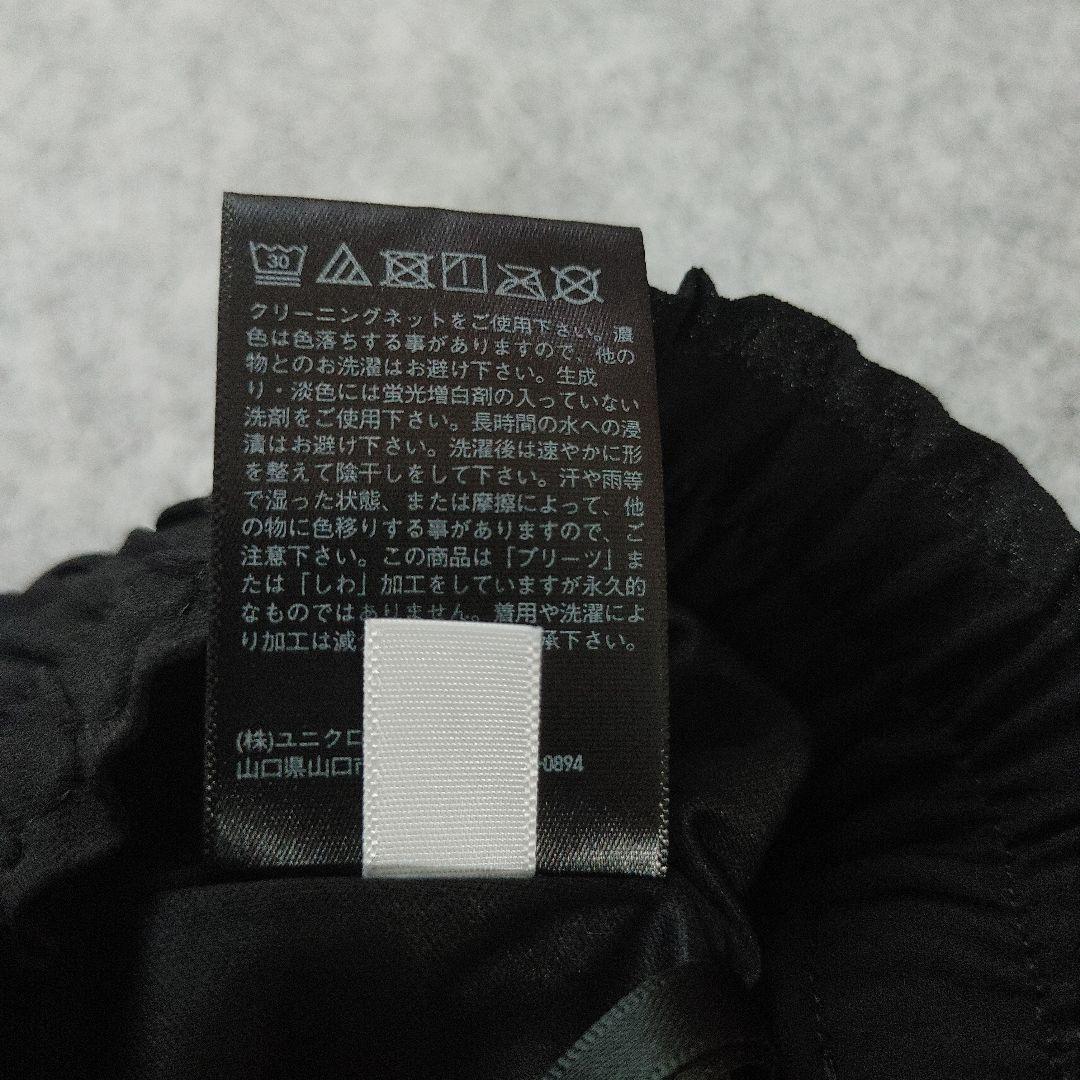 30
クリーニングネットをご使用下さい。濃
色は色落ちする事がありますので、他の
物とのお洗濯はお避け下さい。生成
り・淡色には蛍光増白剤の入っていない
洗剤をご使用下さい。長時間の水への浸
漬はお避け下さい。洗濯後は速やかに形
を整えて陰干しをして下さい。汗や雨等
で湿った状態、または摩擦によって、他
の物に色移りする事がありますので、ご
注意下さい。この商品は「プリーツ」ま
たは「しわ」加工をしていますが永久的
なものではありません。着用や洗濯によ
り加工は減 承下さい。
(株)ユニクロ
山口県山口市 -0894